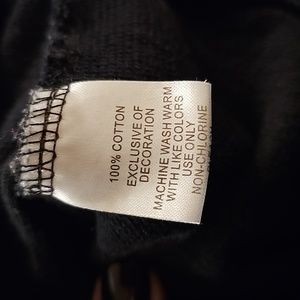 100% COTTON
EXCLUSIVE OF
DECORATION
MACHINE WASH WARM
WITH LIKE COLORS
USE ONLY
NON-CHLORINE